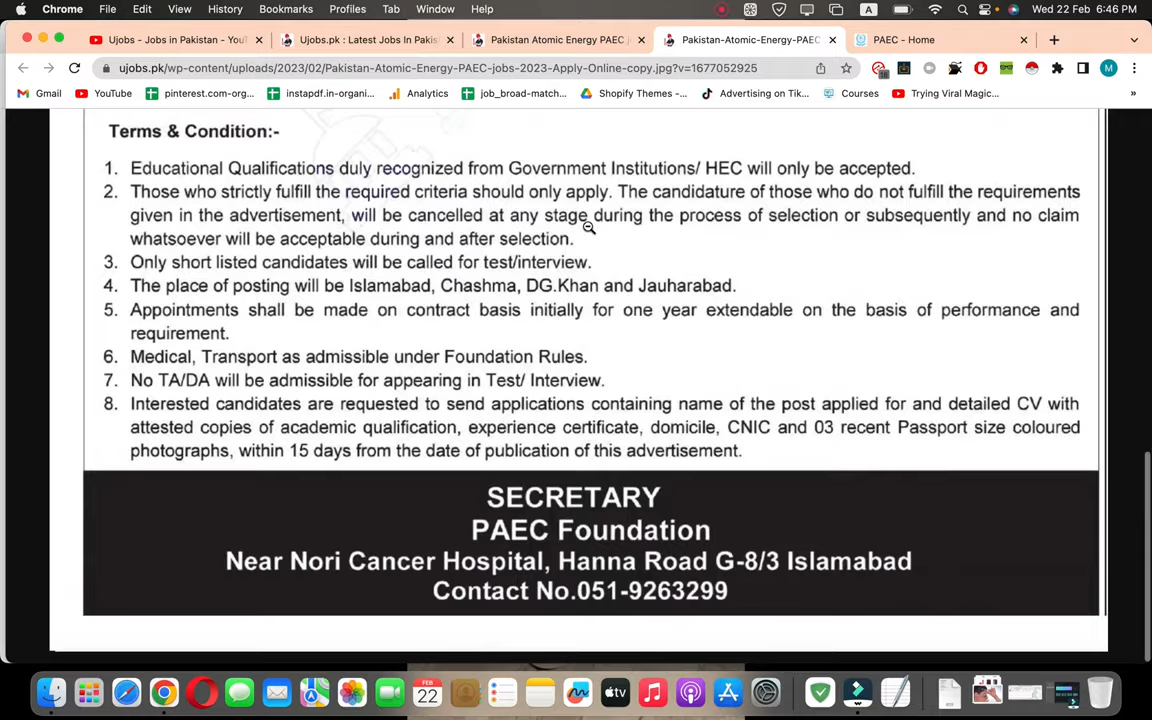 Chrome File Edit View History Bookmarks Profiles Tab Window Help A Wed 22 Feb 6:46 PM
Ujobs - Jobs in Pakistan - YouT Ujobs.pk : Latest Jobs In Pakis Pakistan Atomic Energy PAEC j Pakistan-Atomic-Energy-PAEC- PAEC - Home
ujobs.pk/wp-content/uploads/2023/02/Pakistan-Atomic-Energy-PAEC-jobs-2023-Apply-Online-copy.jpg?v=1677052925 M
Gmail YouTube pinterest.com-org... instapdf.in-organi... Analytics job_broad-match... Shopify Themes -... Advertising on Tik... Courses Trying Viral Magic...
Terms & Condition:-
1. Educational Qualifications duly recognized from Government Institutions/ HEC will only be accepted.
2. Those who strictly fulfill the required criteria should only apply. The candidature of those who do not fulfill the requirements
given in the advertisement, will be cancelled at any stage during the process of selection or subsequently and no claim
whatsoever will be acceptable during and after selection.
3. Only short listed candidates will be called for test/interview.
4. The place of posting will be Islamabad, Chashma, DG.Khan and Jauharabad.
5. Appointments shall be made on contract basis initially for one year extendable on the basis of performance and
requirement.
6. Medical, Transport as admissible under Foundation Rules.
7. No TA/DA will be admissible for appearing in Test/ Interview.
8. Interested candidates are requested to send applications containing name of the post applied for and detailed CV with
attested copies of academic qualification, experience certificate, domicile, CNIC and 03 recent Passport size coloured
photographs, within 15 days from the date of publication of this advertisement.
SECRETARY
PAEC Foundation
Near Nori Cancer Hospital, Hanna Road G-8/3 Islamabad
Contact No.051-9263299
FEB
22
tv